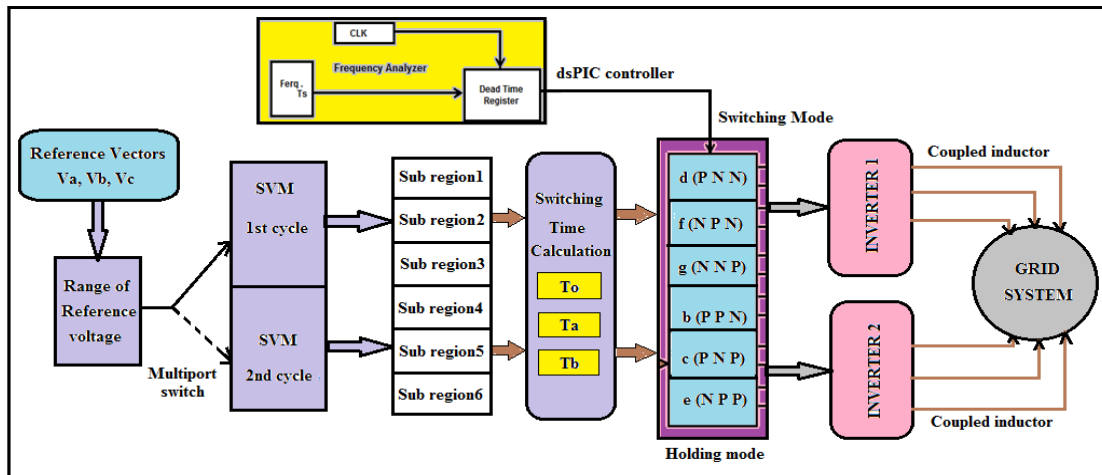 CLK
Frequency Analyzer
Ferq .
Ts
Dead Time
Register
dsPIC controller
Switching Mode
Reference Vectors
Va, Vb, Vc
Range of
Reference
voltage
Multiport
switch
SVM
1st cycle
SVM
2nd cycle
Sub region1
Sub region2
Sub region3
Sub region4
Sub region5
Sub region6
Switching
Time
Calculation
To
Ta
Tb
d (P N N)
f (N P N)
g (N N P)
b (P P N)
c (P N P)
e (N P P)
Holding mode
INVERTER 1
INVERTER 2
Coupled inductor
GRID
SYSTEM
Coupled inductor